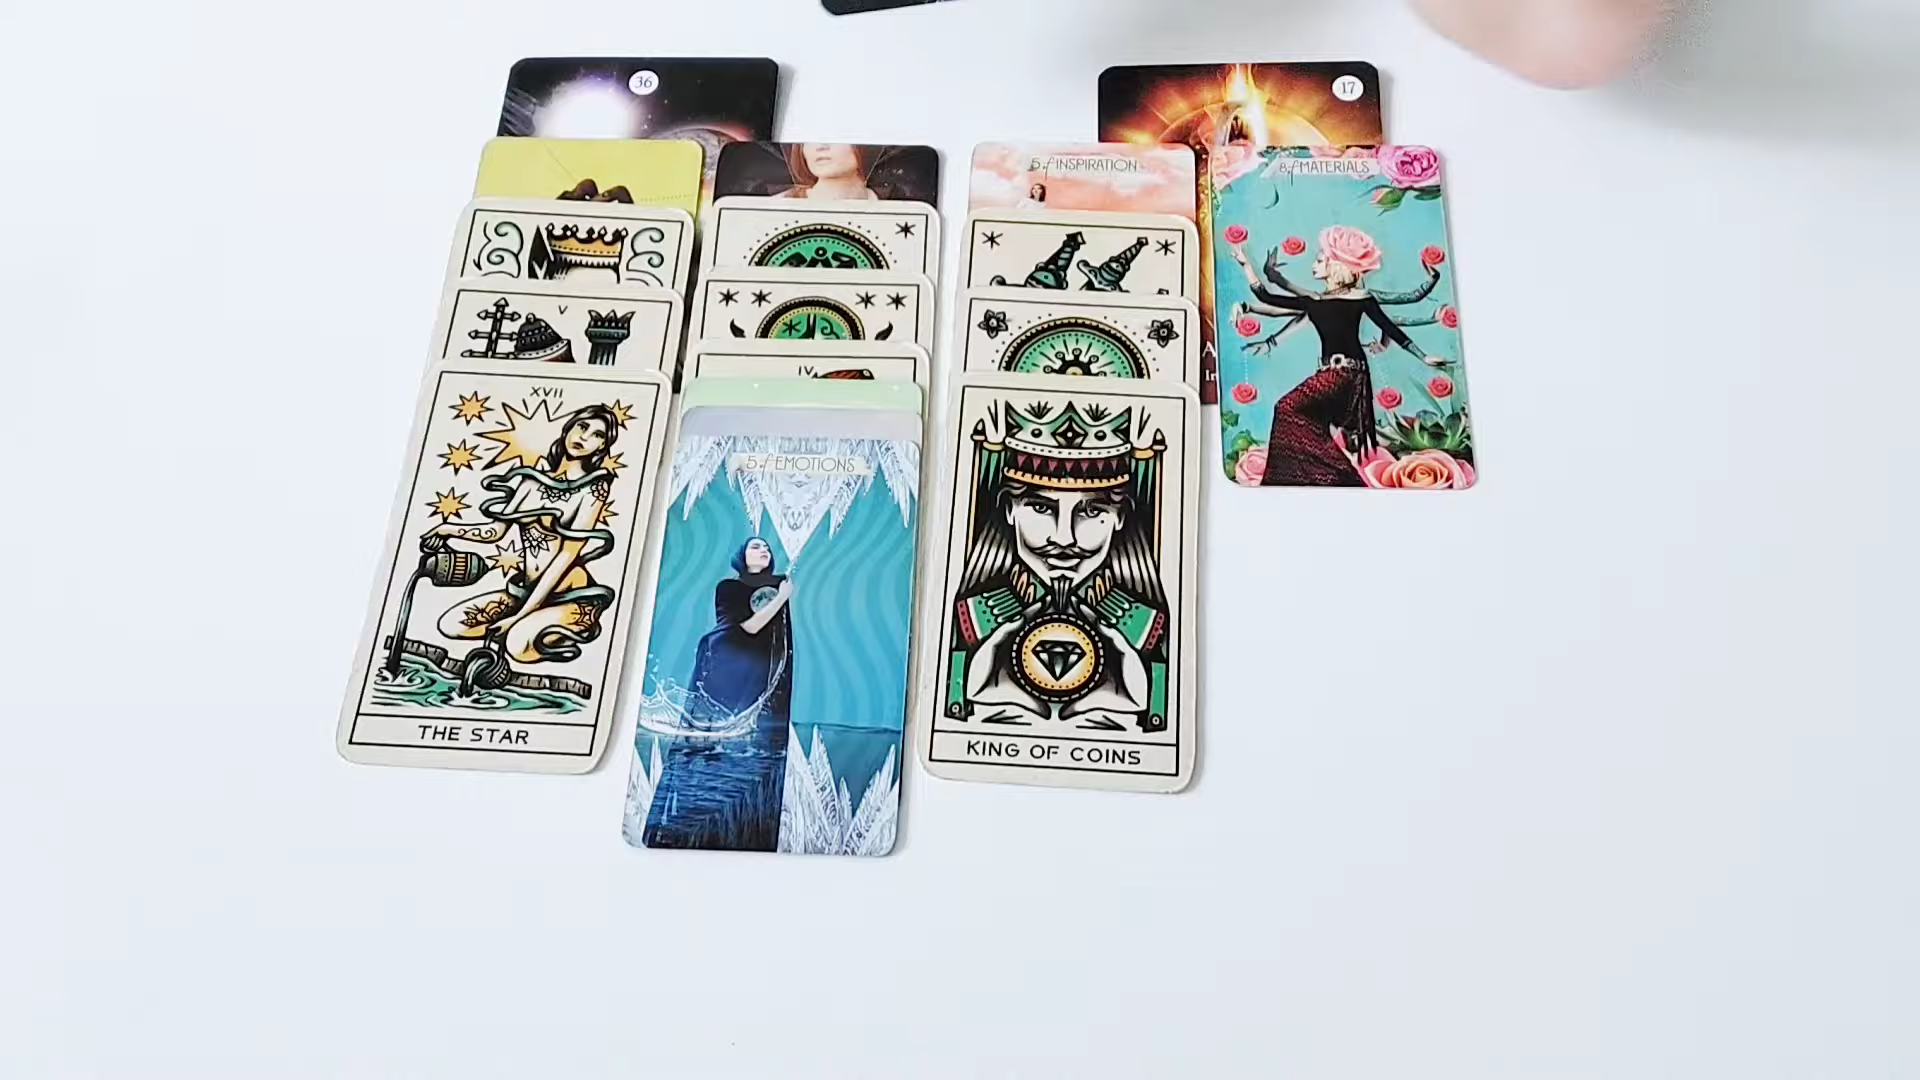 36
17
5 of INSPIRATION
8 of MATERIALS
V
IV
XVII
5 of EMOTIONS
THE STAR
KING OF COINS